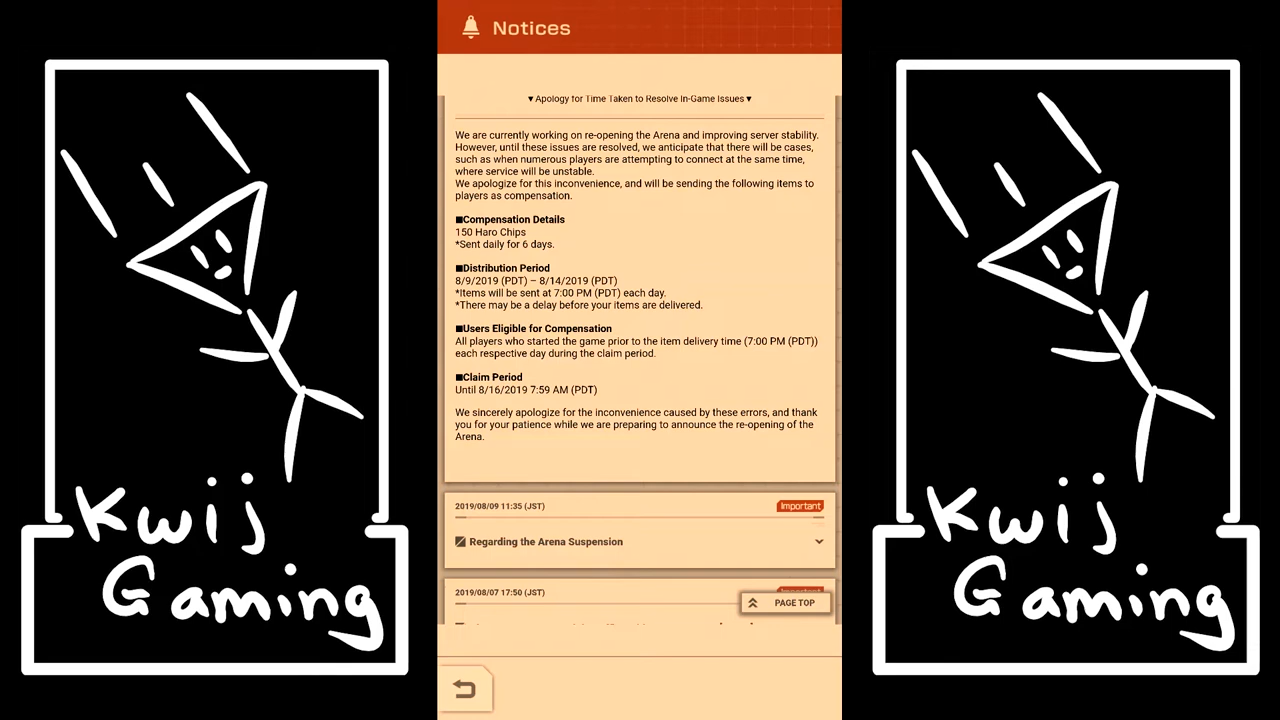 Notices
▼Apology for Time Taken to Resolve In-Game Issues▼
We are currently working on re-opening the Arena and improving server stability.
However, until these issues are resolved, we anticipate that there will be cases,
such as when numerous players are attempting to connect at the same time,
where service will be unstable.
We apologize for this inconvenience, and will be sending the following items to
players as compensation.
■Compensation Details
150 Haro Chips
*Sent daily for 6 days.
■Distribution Period
8/9/2019 (PDT) – 8/14/2019 (PDT)
*Items will be sent at 7:00 PM (PDT) each day.
*There may be a delay before your items are delivered.
■Users Eligible for Compensation
All players who started the game prior to the item delivery time (7:00 PM (PDT))
each respective day during the claim period.
■Claim Period
Until 8/16/2019 7:59 AM (PDT)
We sincerely apologize for the inconvenience caused by these errors, and thank
you for your patience while we are preparing to announce the re-opening of the
Arena.
2019/08/09 11:35 (JST)
Important
Regarding the Arena Suspension
2019/08/07 17:50 (JST)
PAGE TOP
Kwij
Gaming
Kwij
Gaming